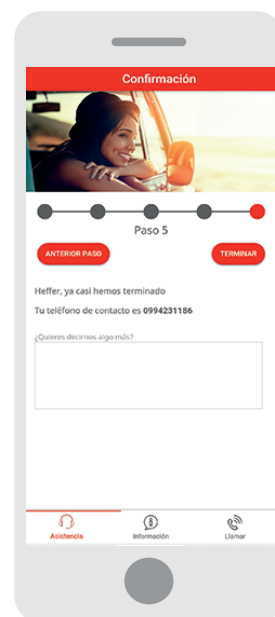 Confirmación
Paso 5
ANTERIOR PASO
TERMINAR
Heffer, ya casi hemos terminado
Tu teléfono de contacto es 0994231186
¿Quieres decirnos algo más?
Asistencia
Información
Llamar